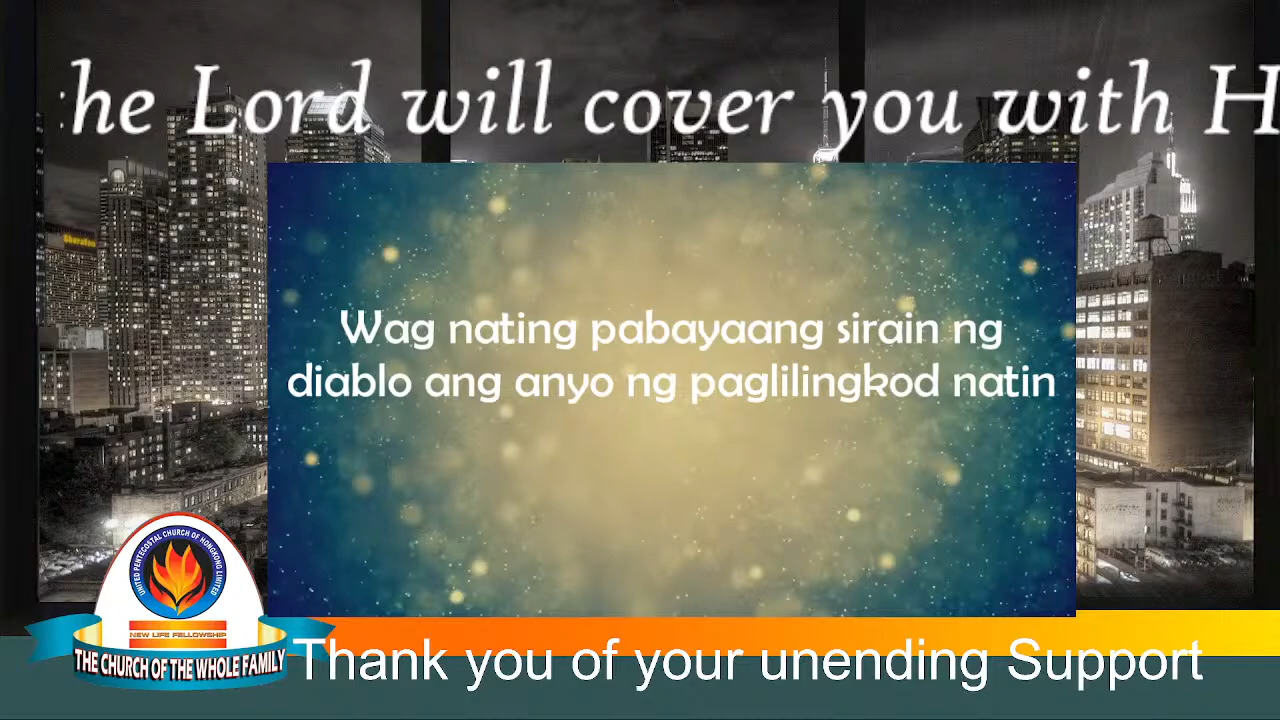 he Lord will cover you with H
Sheraton
Wag nating pabayaang sirain ng
diablo ang anyo ng paglilingkod natin
UNITED PENTECOSTAL CHURCH OF HONGKONG LIMITED
NEW LIFE FELLOWSHIP
THE CHURCH OF THE WHOLE FAMILY
Thank you of your unending Support